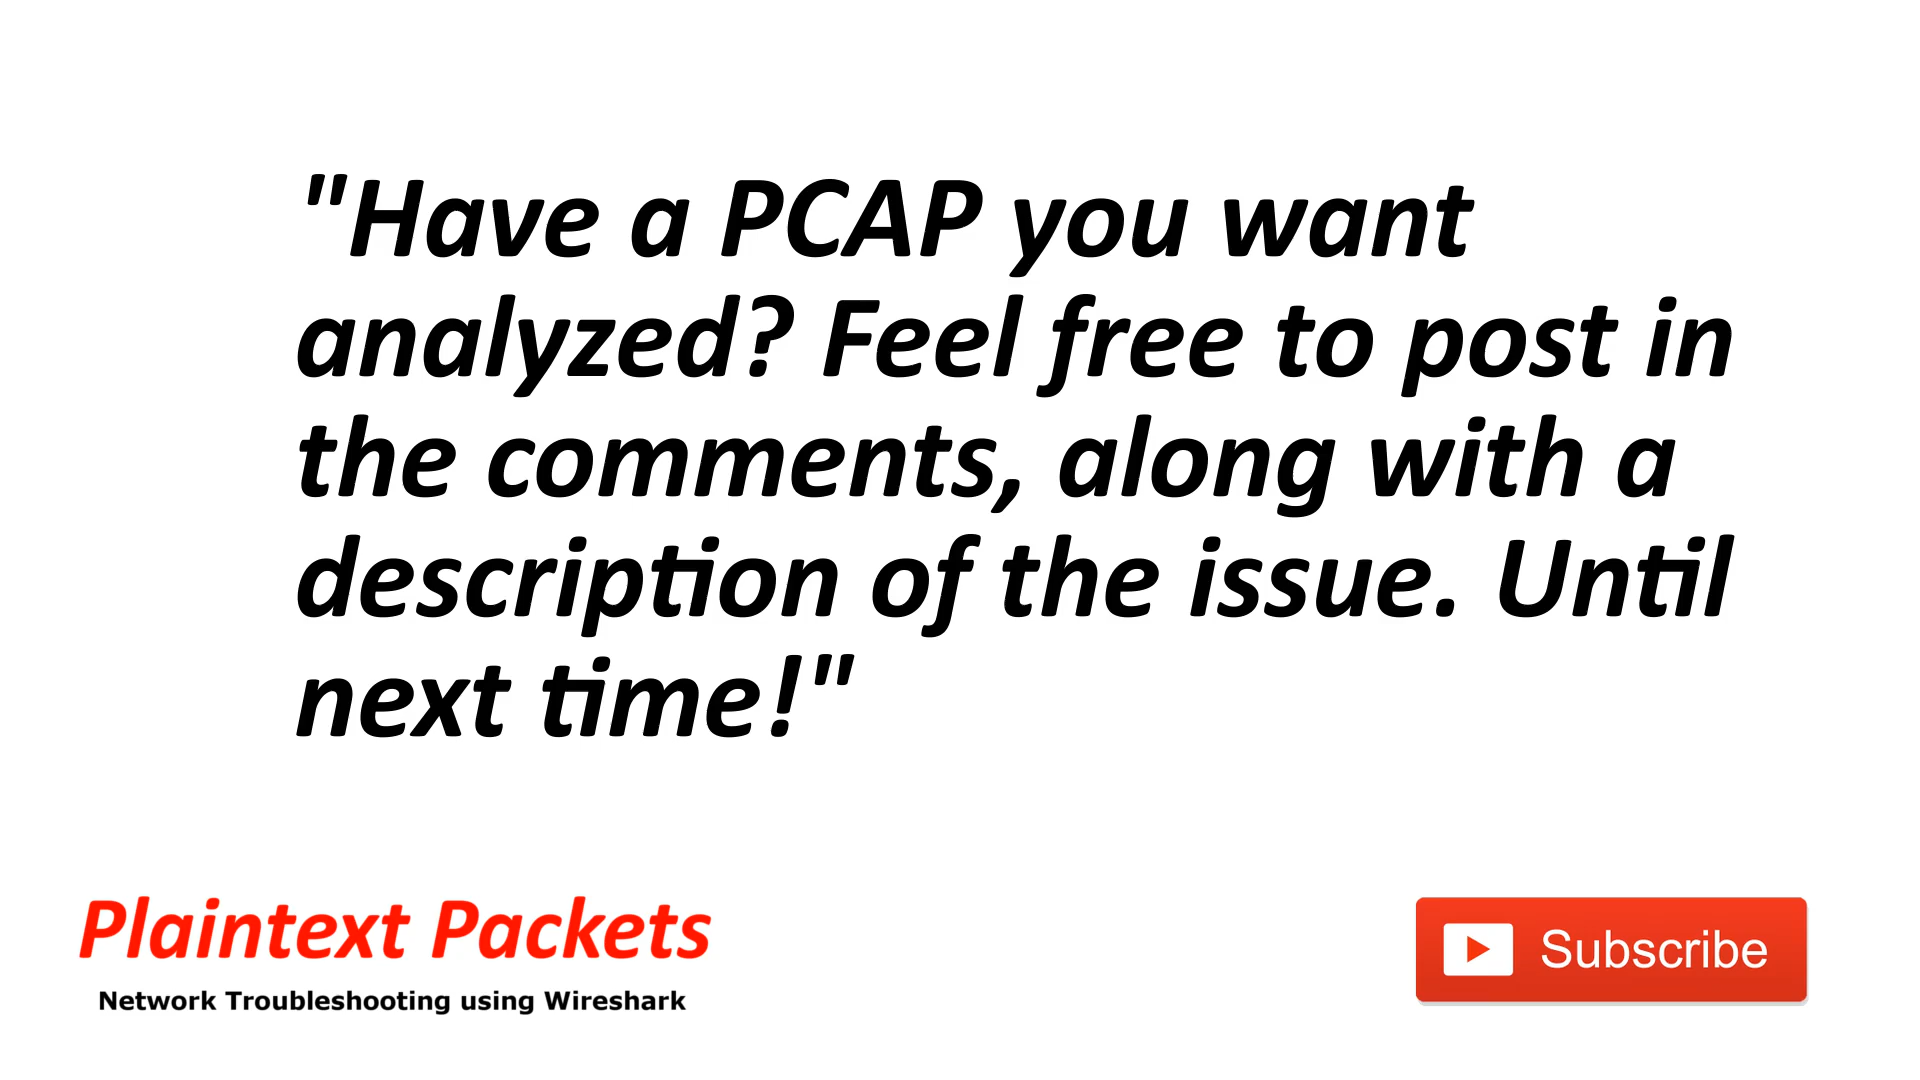 "Have a PCAP you want
analyzed? Feel free to post in
the comments, along with a
description of the issue. Until
next time!"
Plaintext Packets
Network Troubleshooting using Wireshark
Subscribe